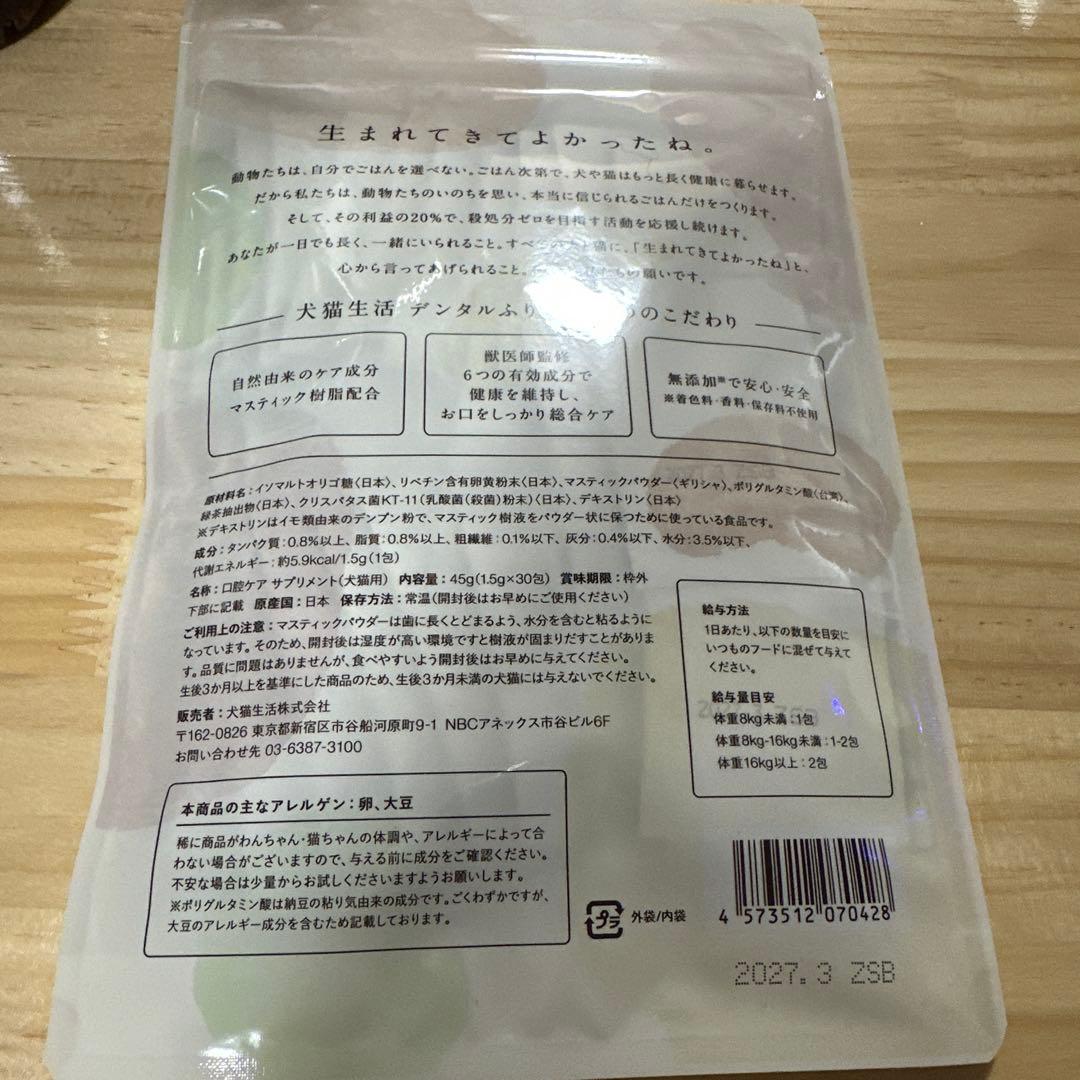 生まれてきてよかったね。
動物たちは、自分でごはんを選べない。ごはん次第で、犬や猫はもっと長く健康に暮らせます。
だから私たちは、動物たちのいのちを思い、本当に信じられるごはんだけをつくります。
そして、その利益の20%で、殺処分ゼロを目指す活動を応援し続けます。
あなたが一日でも長く、一緒にいられること。すべての犬と猫に、「生まれてきてよかったね」と、
心から言ってあげられること。 の願いです。
犬猫生活 デンタルふり のこだわり
自然由来のケア成分
マスティック樹脂配合
獣医師監修
6つの有効成分で
健康を維持し、
お口をしっかり総合ケア
無添加※で安心・安全
※着色料・香料・保存料不使用
原材料名：イソマルトオリゴ糖〈日本〉、リベチン含有卵黄粉末〈日本〉、マスティックパウダー〈ギリシャ〉、ポリグルタミン酸〈台湾〉、
緑茶抽出物〈日本〉、クリスパタス菌KT-11(乳酸菌(殺菌)粉末)〈日本〉、デキストリン〈日本〉
※デキストリンはイモ類由来のデンプン粉で、マスティック樹液をパウダー状に保つために使っている食品です。
成分：タンパク質：0.8%以上、脂質：0.8%以上、粗繊維：0.1%以下、灰分：0.4%以下、水分：3.5%以下、
代謝エネルギー：約5.9kcal/1.5g(1包)
名称：口腔ケア サプリメント(犬猫用) 内容量：45g(1.5g×30包) 賞味期限：枠外
下部に記載 原産国：日本 保存方法：常温(開封後はお早めにご使用ください)
ご利用上の注意：マスティックパウダーは歯に長くとどまるよう、水分を含むと粘るように
なっています。そのため、開封後は湿度が高い環境ですと樹液が固まりだすことがありま
す。品質に問題はありませんが、食べやすいよう開封後はお早めに与えてください。
生後3か月以上を基準にした商品のため、生後3か月未満の犬猫には与えないでください。
販売者：犬猫生活株式会社
〒162-0826 東京都新宿区市谷船河原町9-1 NBCアネックス市谷ビル6F
お問い合わせ先 03-6387-3100
給与方法
1日あたり、以下の数量を目安に
いつものフードに混ぜて与えて
ください。
給与量目安
体重8kg未満：1包
体重8kg-16kg未満：1-2包
体重16kg以上：2包
本商品の主なアレルゲン：卵、大豆
稀に商品がわんちゃん・猫ちゃんの体調や、アレルギーによって合
わない場合がございますので、与える前に成分をご確認ください。
不安な場合は少量からお試しくださいますようお願いします。
※ポリグルタミン酸は納豆の粘り気由来の成分です。ごくわずかですが、
大豆のアレルギー成分を含むため記載しております。
プラ 外袋/内袋
4 573512 070428
2027.3 ZSB